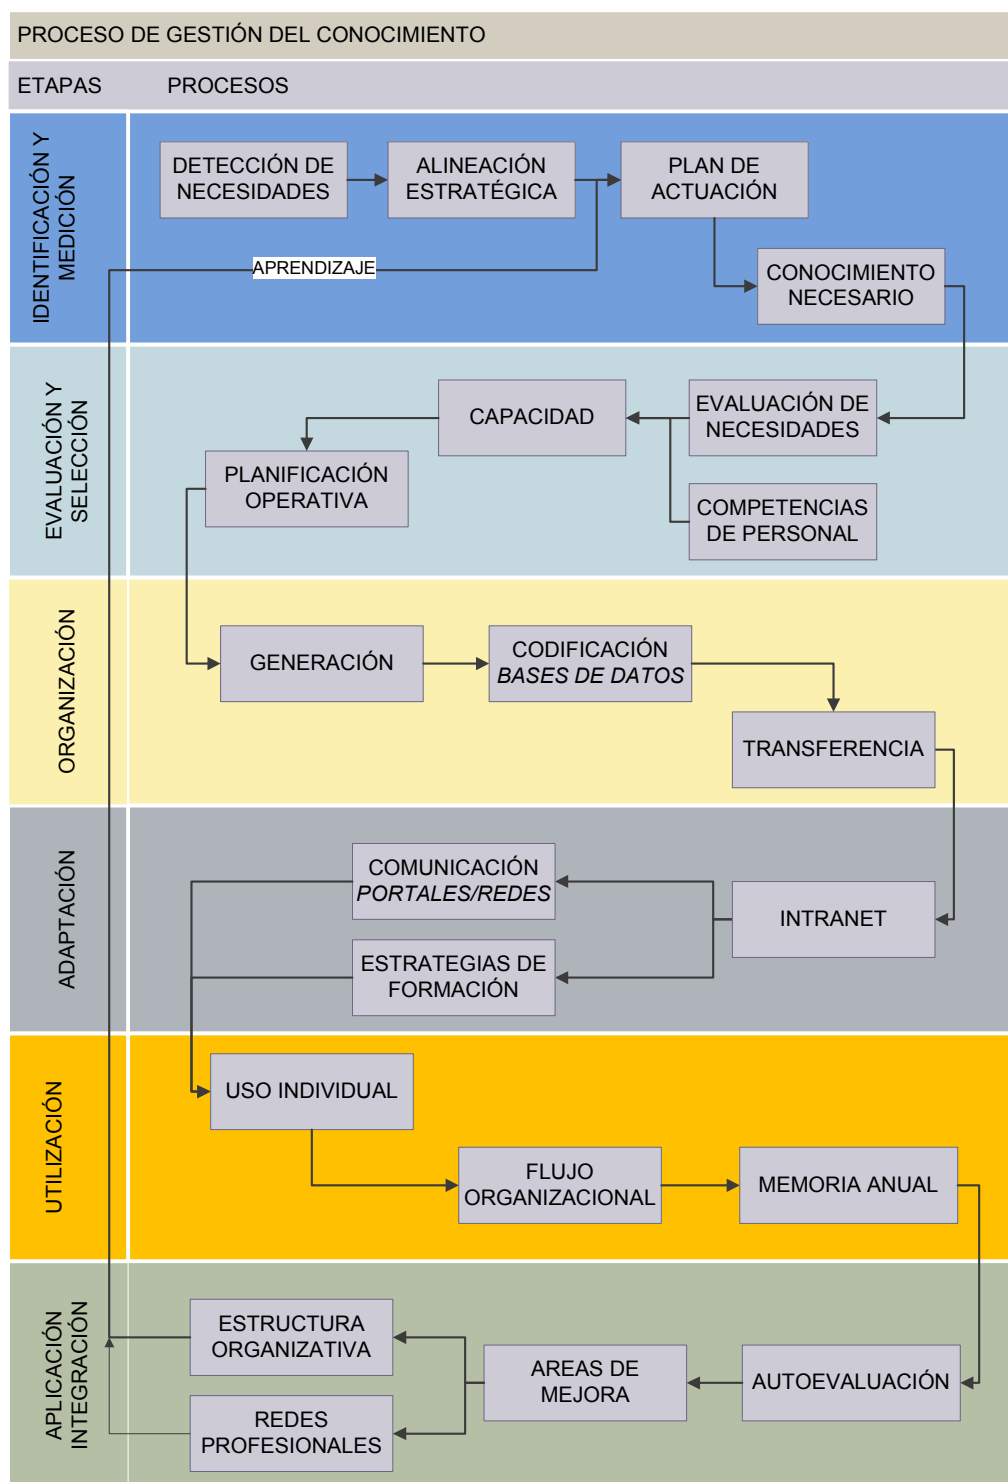 PROCESO DE GESTIÓN DEL CONOCIMIENTO
ETAPAS
PROCESOS
IDENTIFICACIÓN Y
MEDICIÓN
DETECCIÓN DE
NECESIDADES
ALINEACIÓN
ESTRATÉGICA
PLAN DE
ACTUACIÓN
APRENDIZAJE
CONOCIMIENTO
NECESARIO
EVALUACIÓN Y
SELECCIÓN
CAPACIDAD
EVALUACIÓN DE
NECESIDADES
PLANIFICACIÓN
OPERATIVA
COMPETENCIAS
DE PERSONAL
ORGANIZACIÓN
GENERACIÓN
CODIFICACIÓN
BASES DE DATOS
TRANSFERENCIA
ADAPTACIÓN
COMUNICACIÓN
PORTALES/REDES
INTRANET
ESTRATEGIAS DE
FORMACIÓN
UTILIZACIÓN
USO INDIVIDUAL
FLUJO
ORGANIZACIONAL
MEMORIA ANUAL
APLICACIÓN
INTEGRACIÓN
ESTRUCTURA
ORGANIZATIVA
AREAS DE
MEJORA
AUTOEVALUACIÓN
REDES
PROFESIONALES